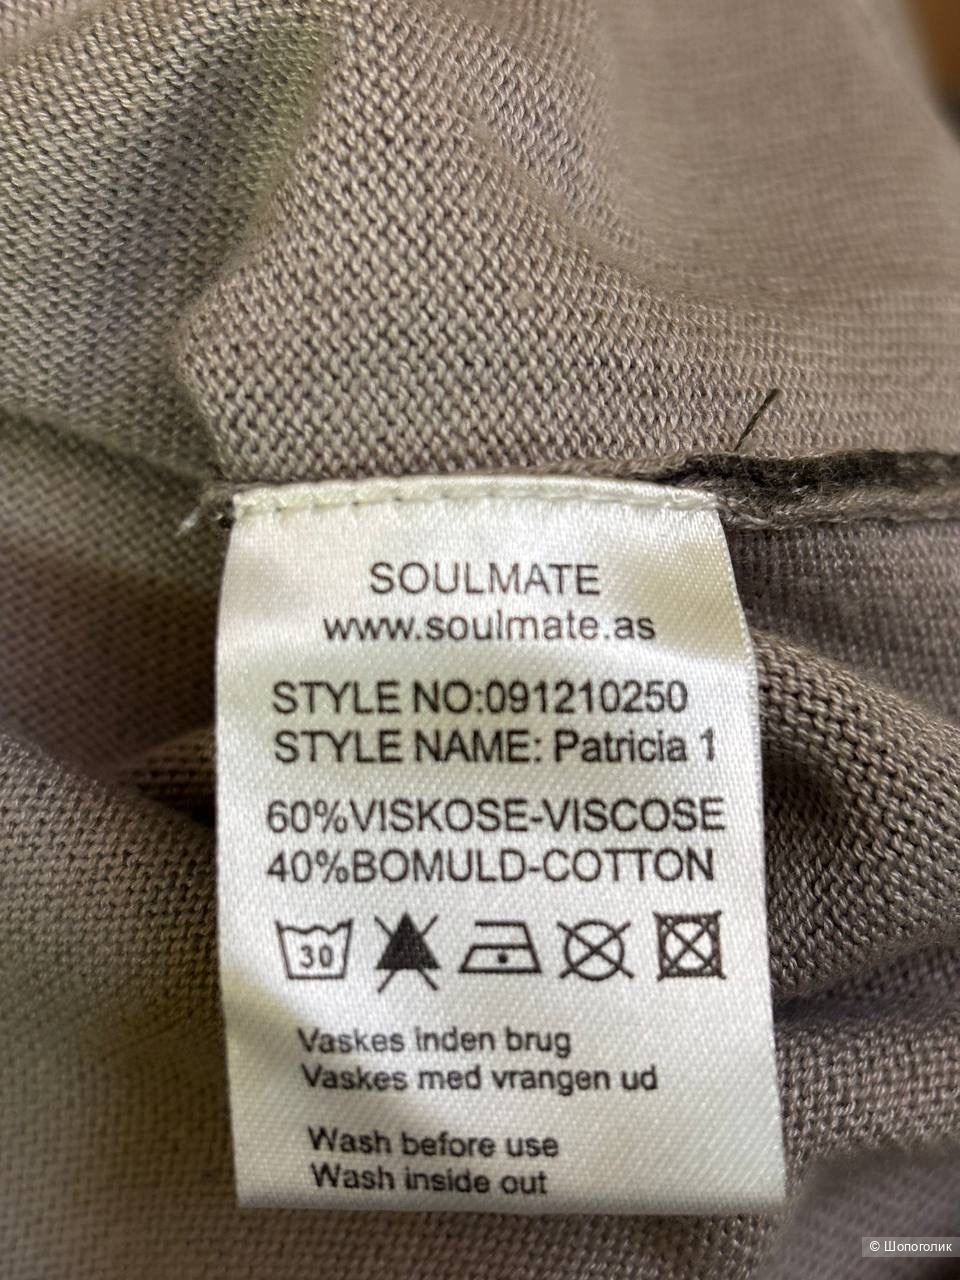 SOULMATE
www.soulmate.as
STYLE NO:091210250
STYLE NAME: Patricia 1
60%VISKOSE-VISCOSE
40%BOMULD-COTTON
30
Vaskes inden brug
Vaskes med vrangen ud
Wash before use
Wash inside out
© Шопоголик